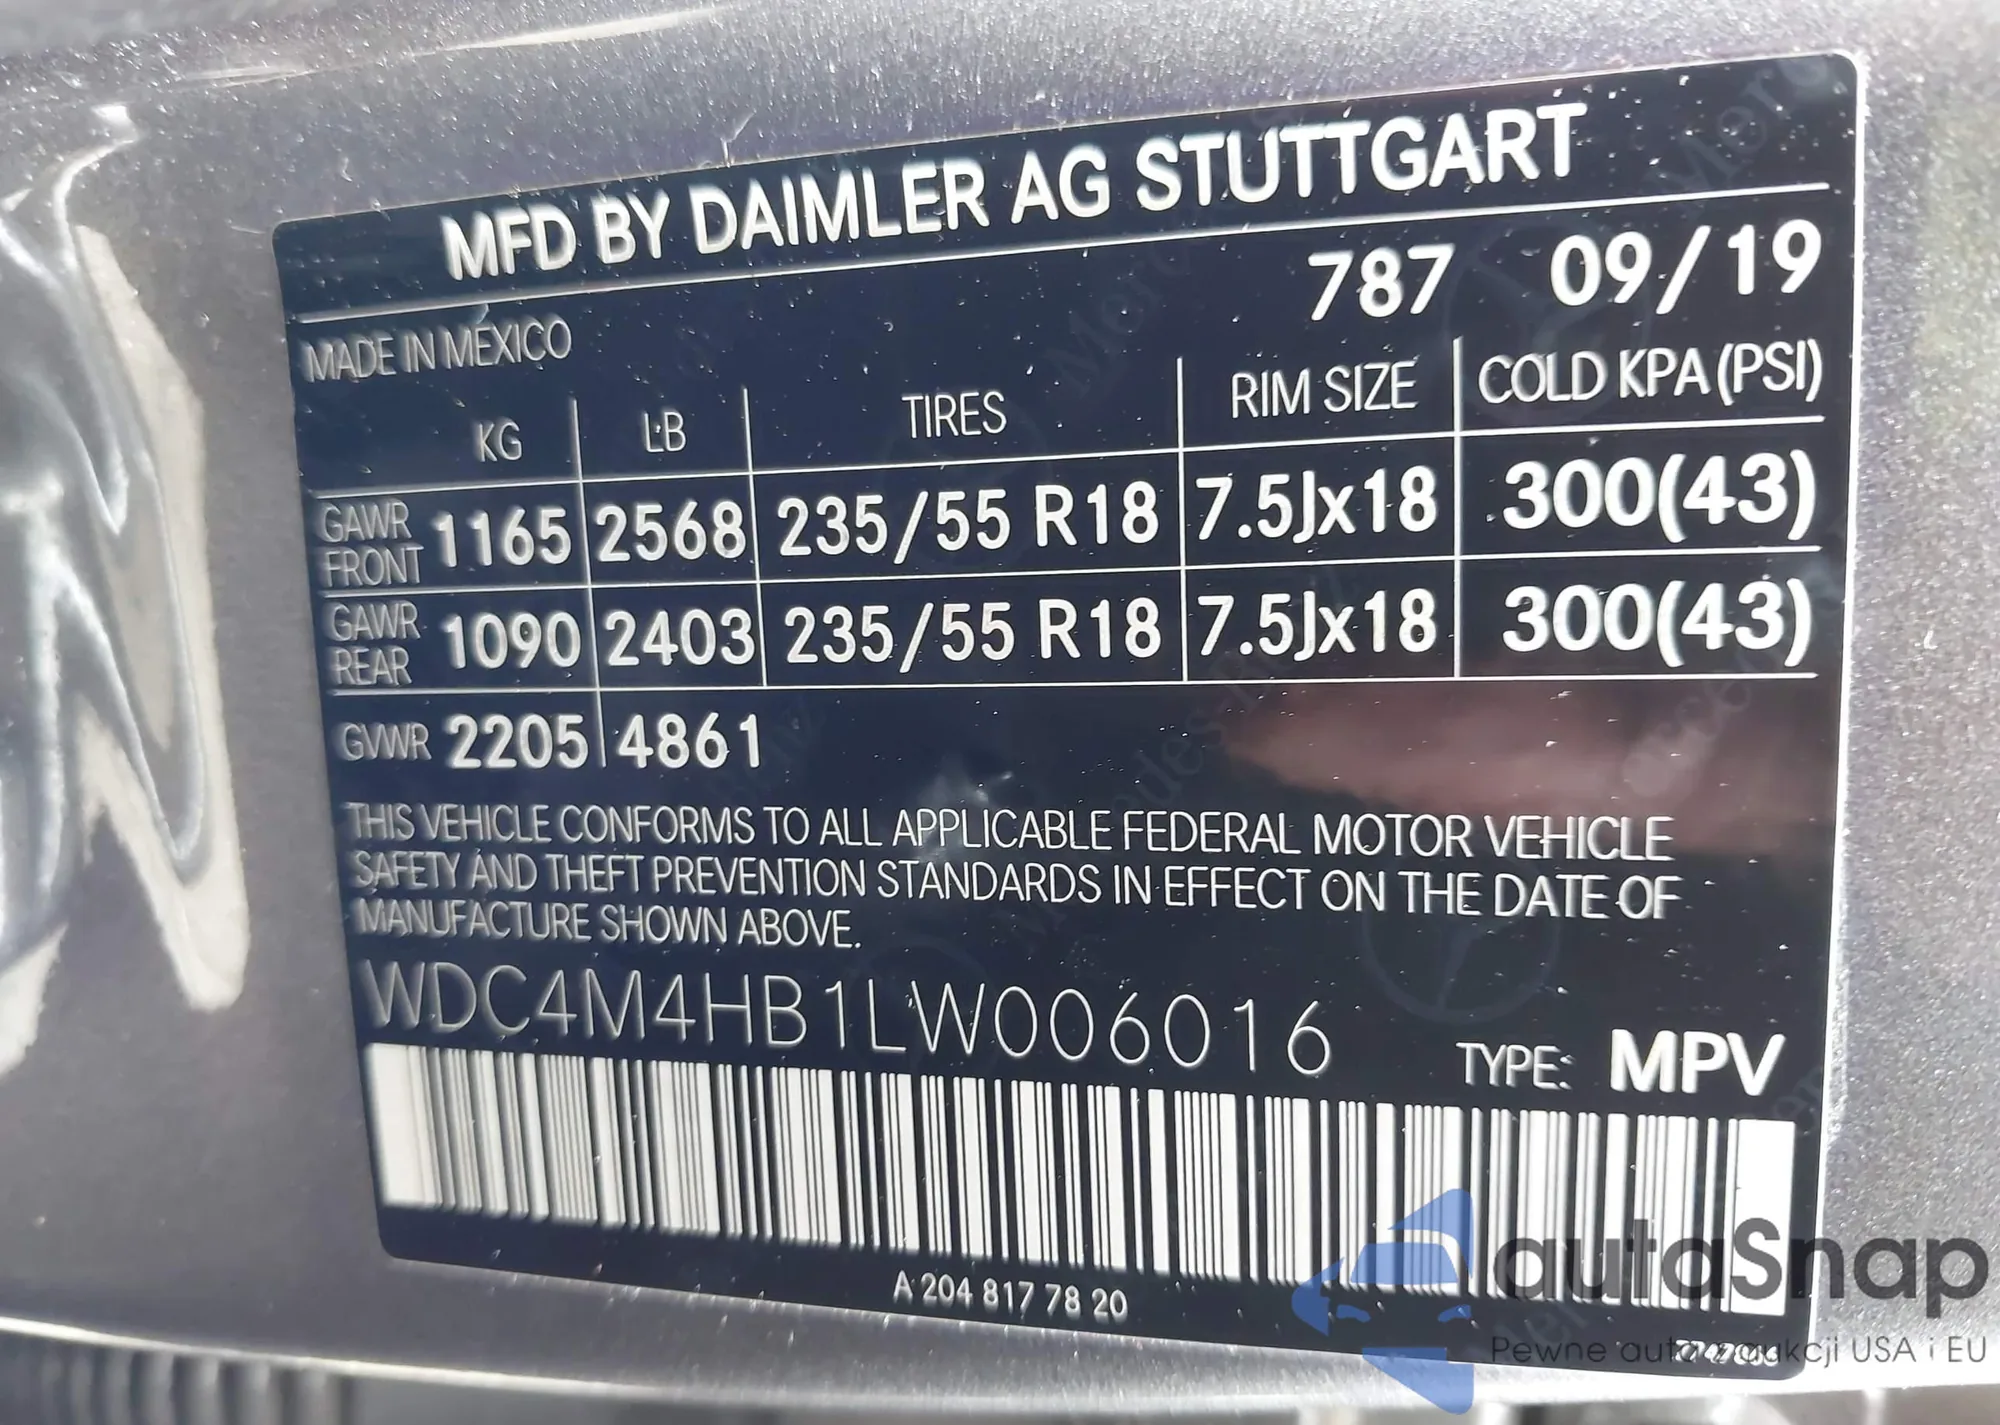 MFD BY DAIMLER AG STUTTGART
787 09/19
MADE IN MEXICO
KG LB TIRES RIM SIZE COLD KPA (PSI)
GAWR FRONT 1165 2568 235/55 R18 7.5Jx18 300(43)
GAWR REAR 1090 2403 235/55 R18 7.5Jx18 300(43)
GVWR 2205 4861
THIS VEHICLE CONFORMS TO ALL APPLICABLE FEDERAL MOTOR VEHICLE
SAFETY AND THEFT PREVENTION STANDARDS IN EFFECT ON THE DATE OF
MANUFACTURE SHOWN ABOVE.
WDC4M4HB1LW006016
TYPE: MPV
A 204 817 78 20
autaSnap
Pewne auta z aukcji USA i EU